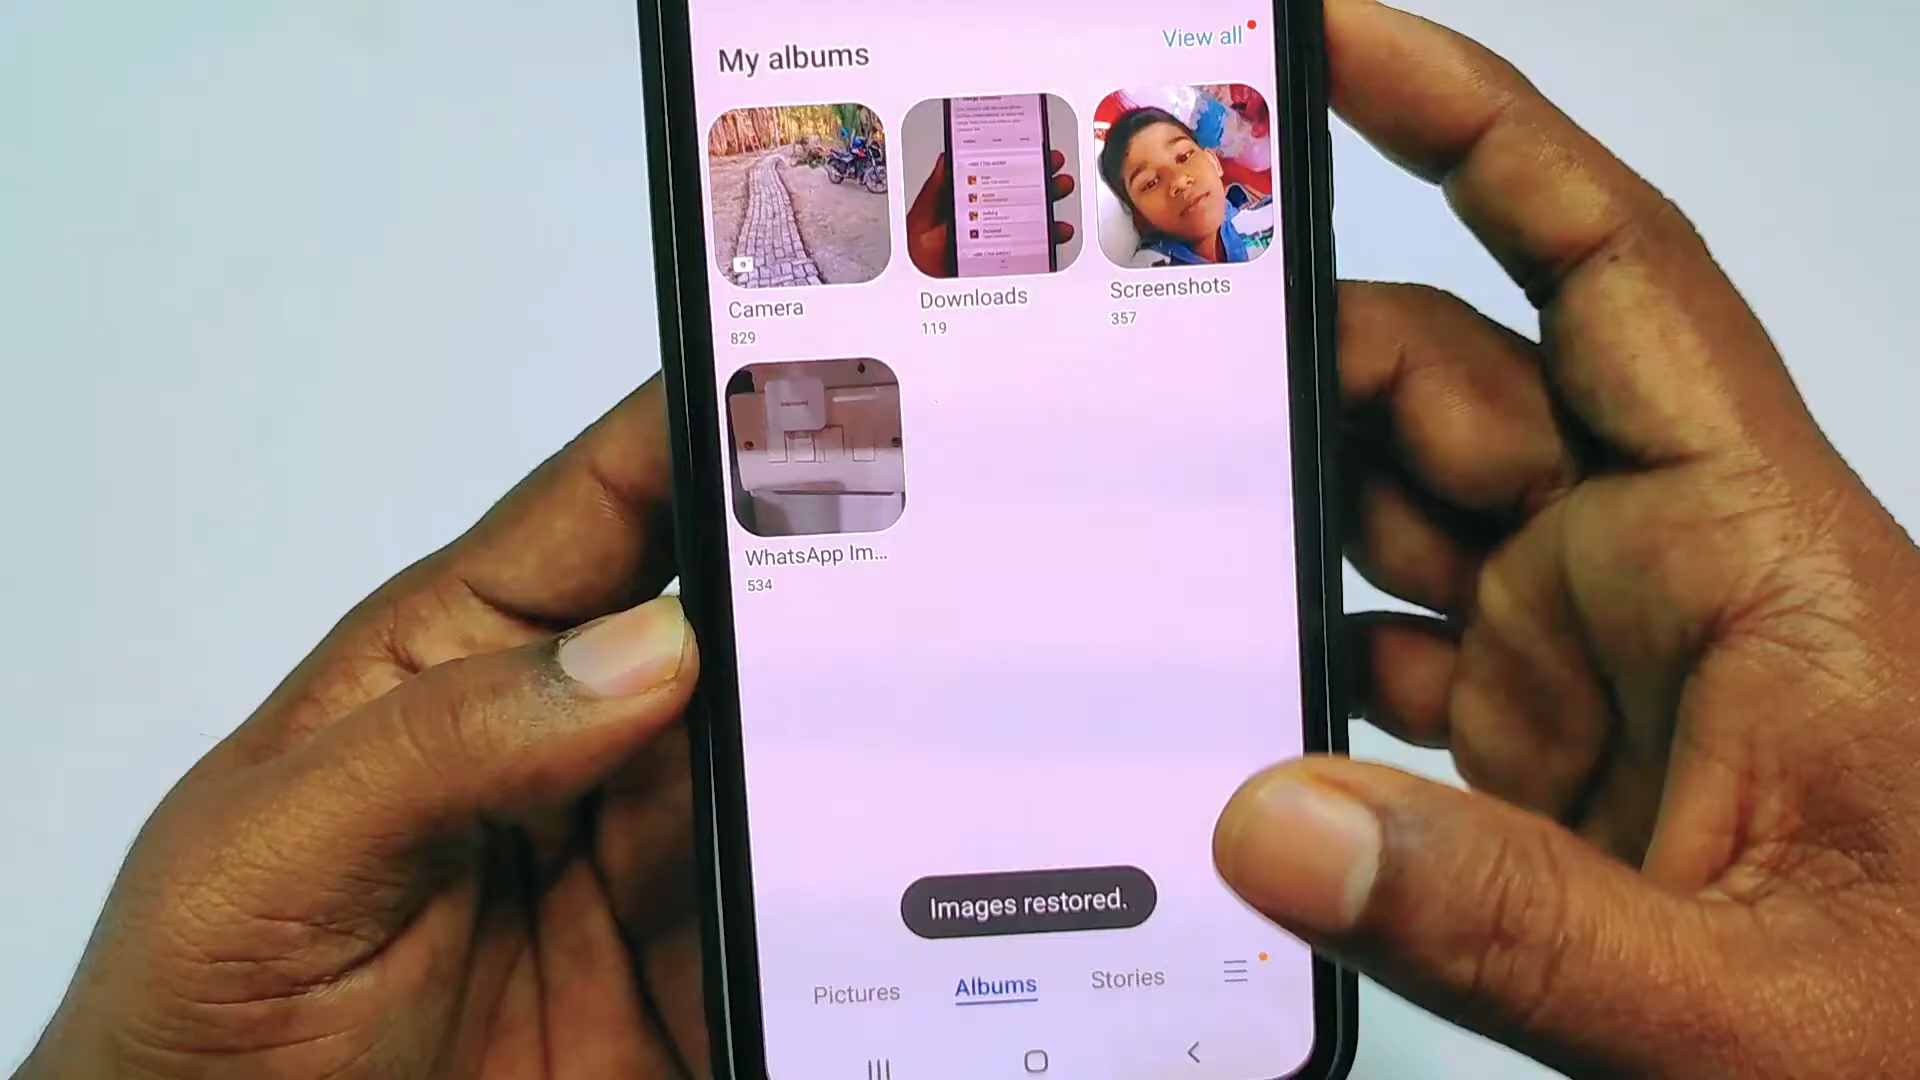 My albums
View all
Camera
829
Downloads
119
Screenshots
357
WhatsApp Im...
534
Images restored.
Pictures
Albums
Stories